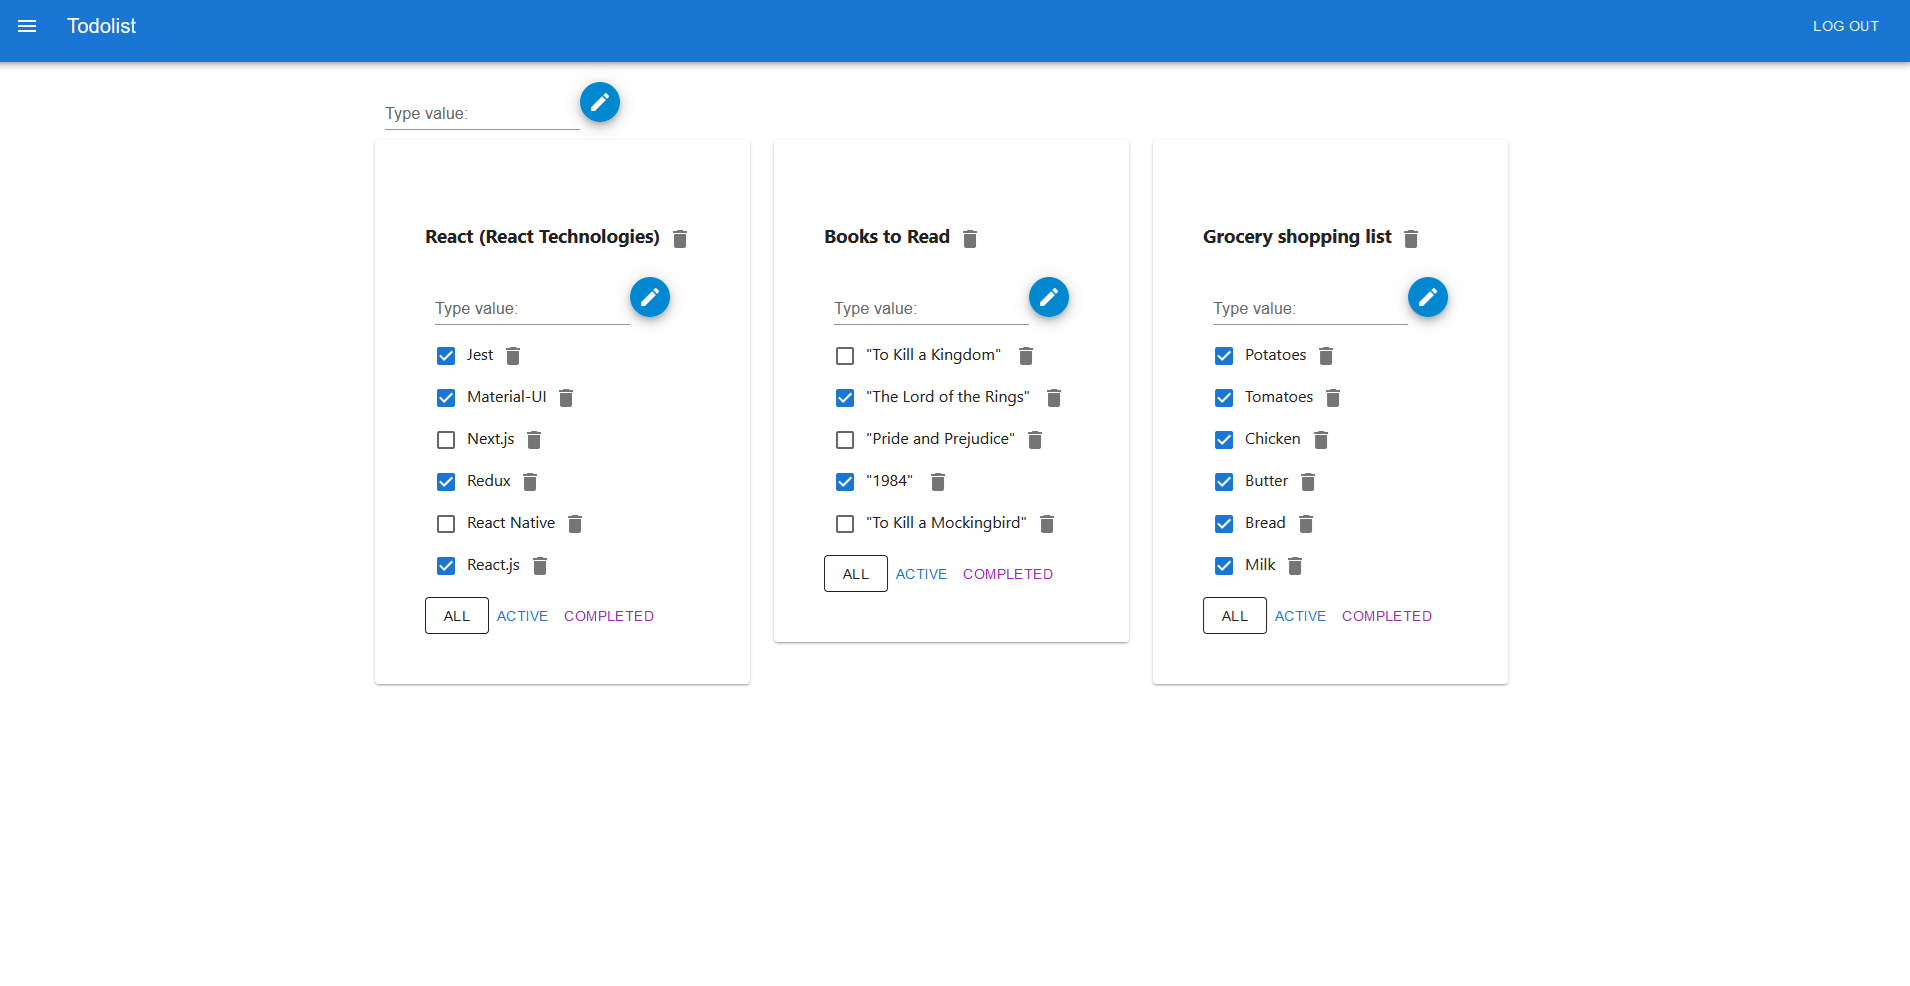 Todolist
LOG OUT
Type value:
React (React Technologies)
Type value:
Jest
Material-UI
Next.js
Redux
React Native
React.js
ALL ACTIVE COMPLETED
Books to Read
Type value:
"To Kill a Kingdom"
"The Lord of the Rings"
"Pride and Prejudice"
"1984"
"To Kill a Mockingbird"
ALL ACTIVE COMPLETED
Grocery shopping list
Type value:
Potatoes
Tomatoes
Chicken
Butter
Bread
Milk
ALL ACTIVE COMPLETED